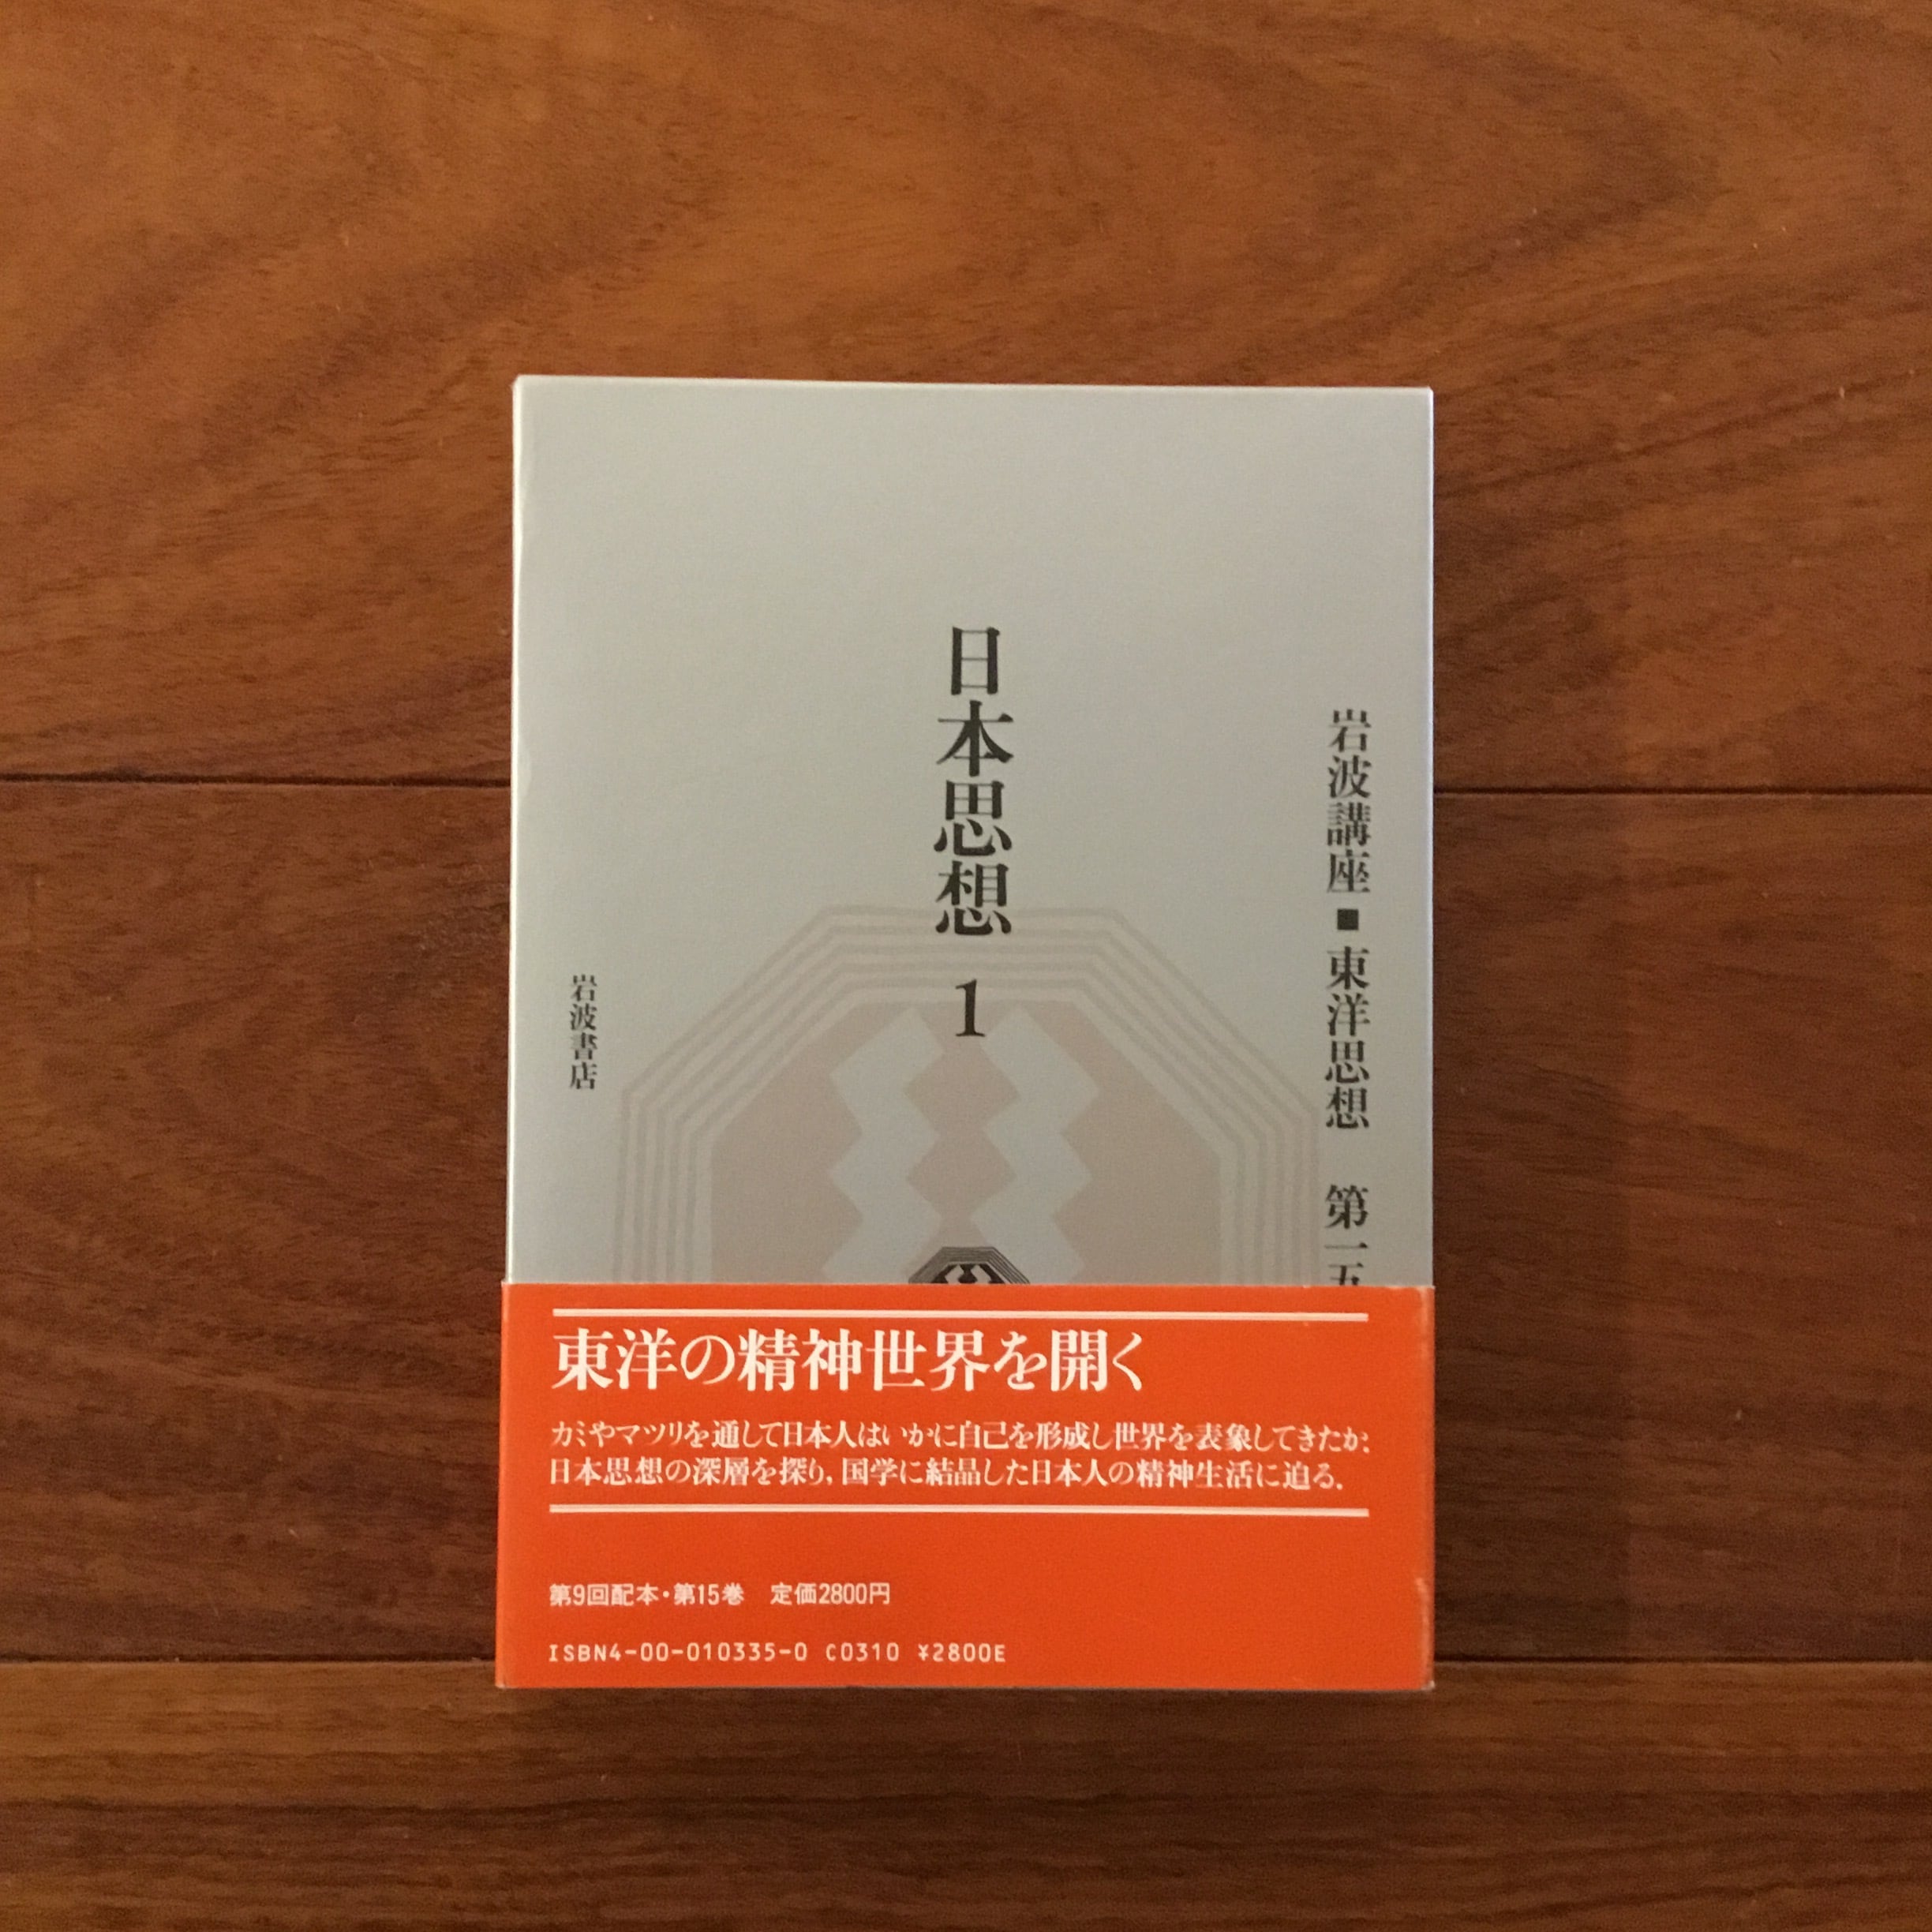 岩波講座■東洋思想 第一五
日本思想 1
岩波書店
東洋の精神世界を開く
カミやマツリを通して日本人はいかに自己を形成し世界を表象してきたか.
日本思想の深層を探り,国学に結晶した日本人の精神生活に迫る.
第9回配本・第15巻 定価2800円
ISBN4-00-010335-0 C0310 ¥2800E